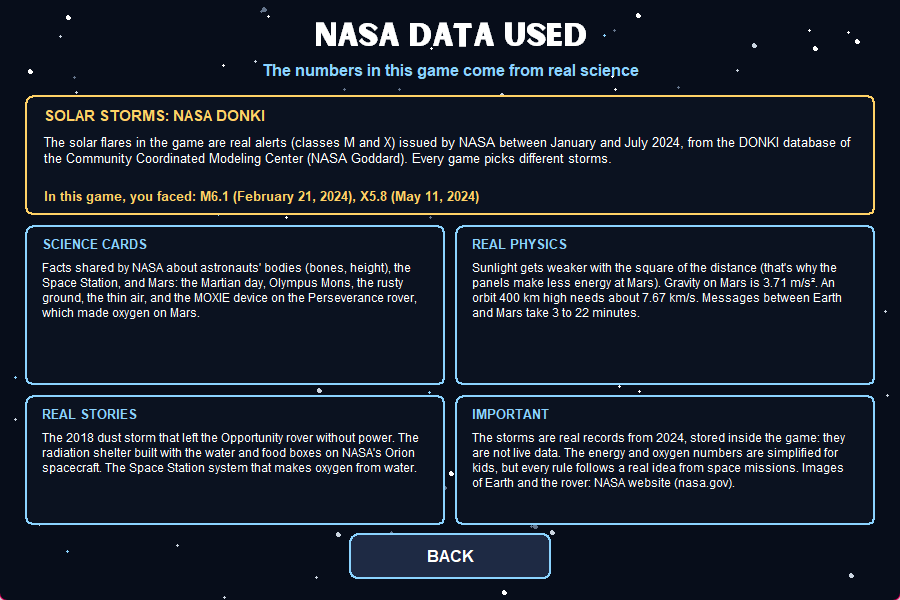 NASA DATA USED
The numbers in this game come from real science
SOLAR STORMS: NASA DONKI
The solar flares in the game are real alerts (classes M and X) issued by NASA between January and July 2024, from the DONKI database of
the Community Coordinated Modeling Center (NASA Goddard). Every game picks different storms.
In this game, you faced: M6.1 (February 21, 2024), X5.8 (May 11, 2024)
SCIENCE CARDS
Facts shared by NASA about astronauts' bodies (bones, height), the
Space Station, and Mars: the Martian day, Olympus Mons, the rusty
ground, the thin air, and the MOXIE device on the Perseverance rover,
which made oxygen on Mars.
REAL PHYSICS
Sunlight gets weaker with the square of the distance (that's why the
panels make less energy at Mars). Gravity on Mars is 3.71 m/s². An
orbit 400 km high needs about 7.67 km/s. Messages between Earth
and Mars take 3 to 22 minutes.
REAL STORIES
The 2018 dust storm that left the Opportunity rover without power. The
radiation shelter built with the water and food boxes on NASA's Orion
spacecraft. The Space Station system that makes oxygen from water.
IMPORTANT
The storms are real records from 2024, stored inside the game: they
are not live data. The energy and oxygen numbers are simplified for
kids, but every rule follows a real idea from space missions. Images
of Earth and the rover: NASA website (nasa.gov).
BACK